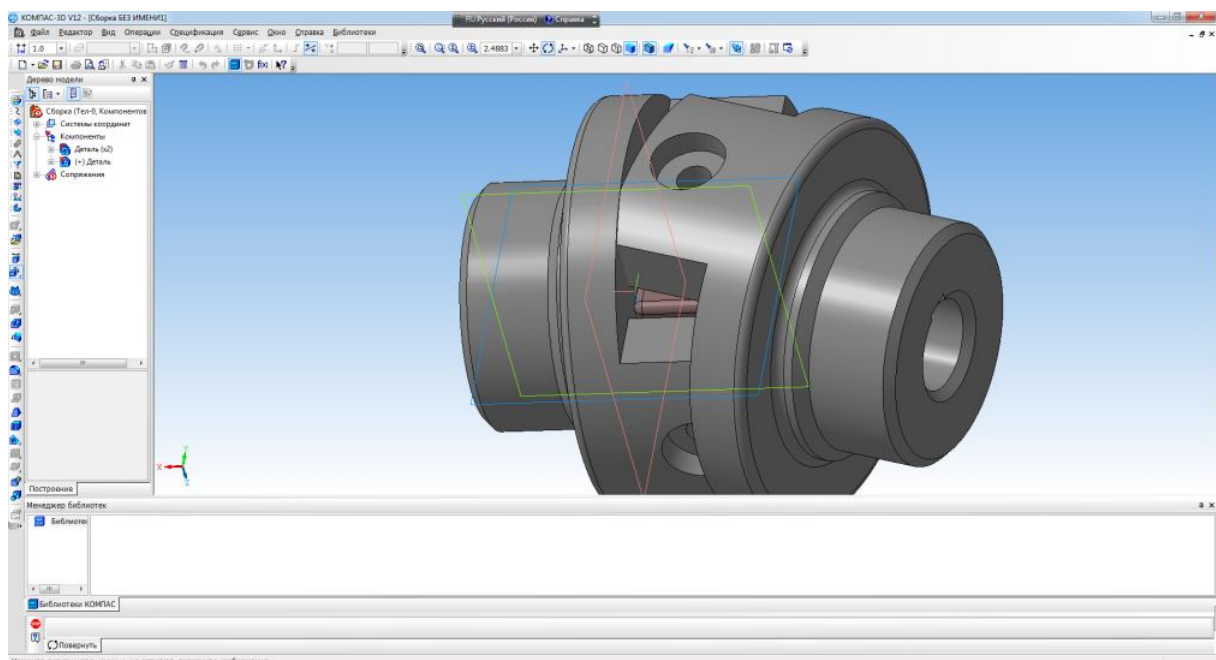 КОМПАС-3D V12 - [Сборка БЕЗ ИМЕНИ1]
RU Русский (Россия) Справка
Файл Редактор Вид Операции Спецификация Сервис Окно Справка Библиотеки
1.0
2.4883
Дерево модели
Сборка (Тел-0, Компонентов
Системы координат
Компоненты
Деталь (x2)
(+) Деталь
Сопряжения
Y
X
Z
Построение
Менеджер библиотек
Библиотек
Библиотеки КОМПАС
STOP
Повернуть